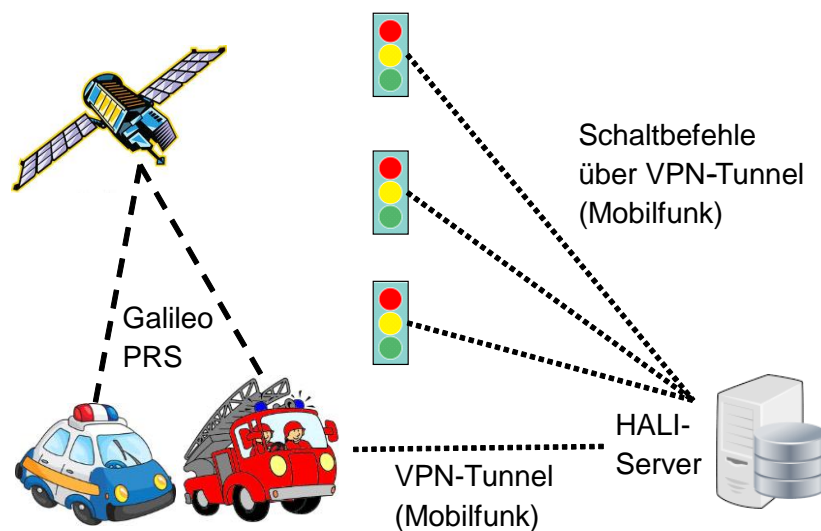 Schaltbefehle
über VPN-Tunnel
(Mobilfunk)
Galileo
PRS
HALI-
Server
VPN-Tunnel
(Mobilfunk)